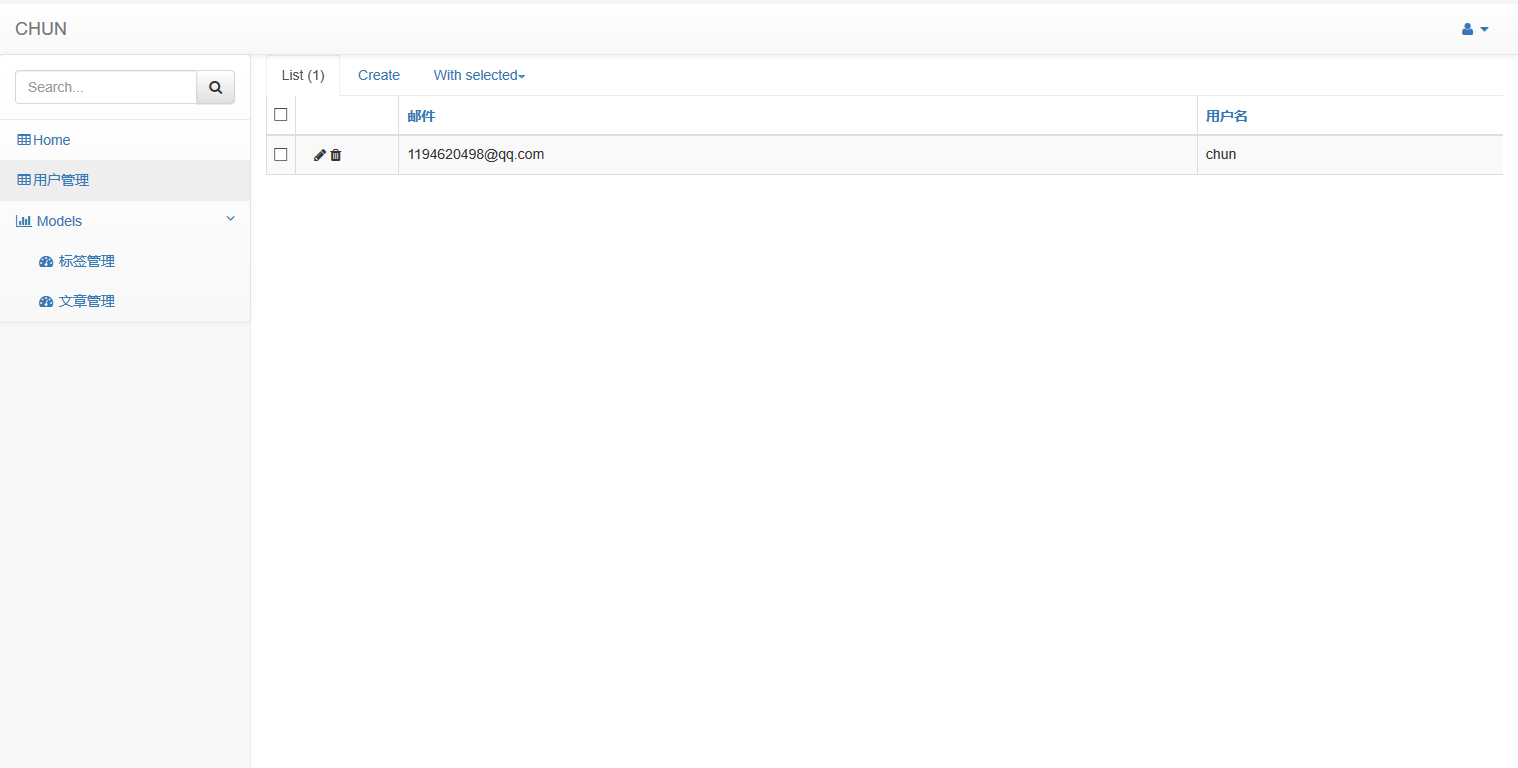 CHUN
Search...
Home
用户管理
Models
标签管理
文章管理
List (1)
Create
With selected
邮件
用户名
1194620498@qq.com
chun